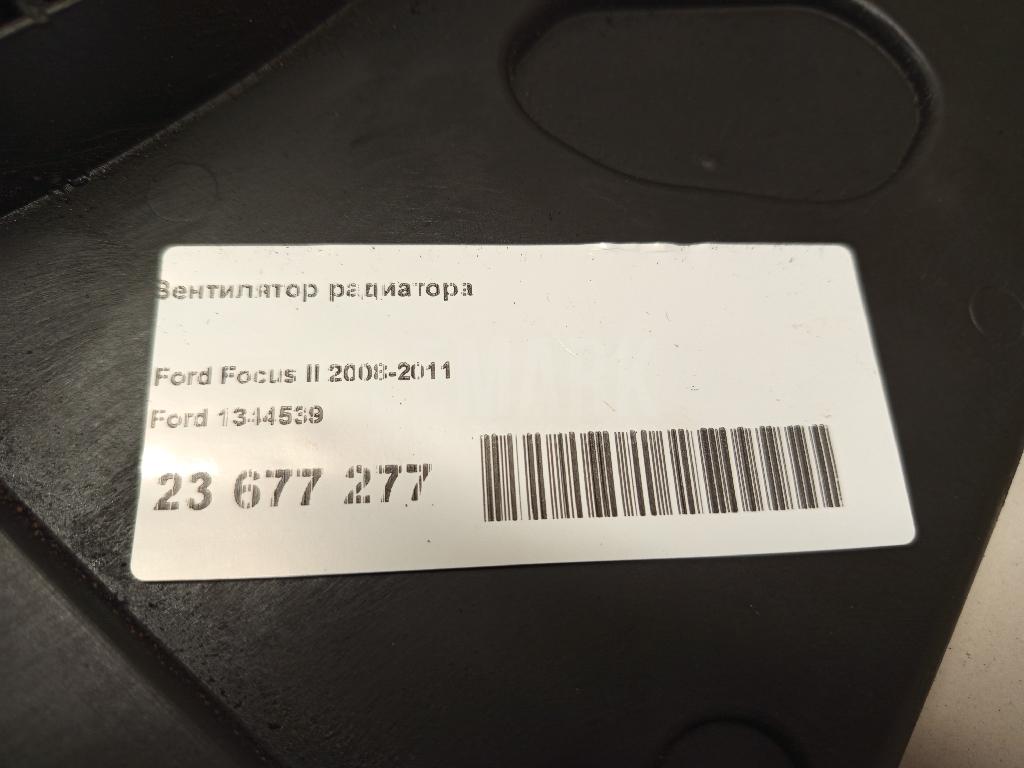 Вентилятор радиатора
Ford Focus II 2008-2011
Ford 1344539
23 677 277